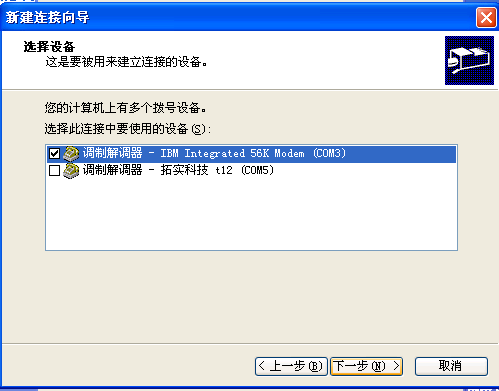 新建连接向导
选择设备
这是要被用来建立连接的设备。
您的计算机上有多个拨号设备。
选择此连接中要使用的设备(S):
调制解调器 - IBM Integrated 56K Modem (COM3)
调制解调器 - 拓实科技 t12 (COM5)
< 上一步(B) 下一步(N) > 取消